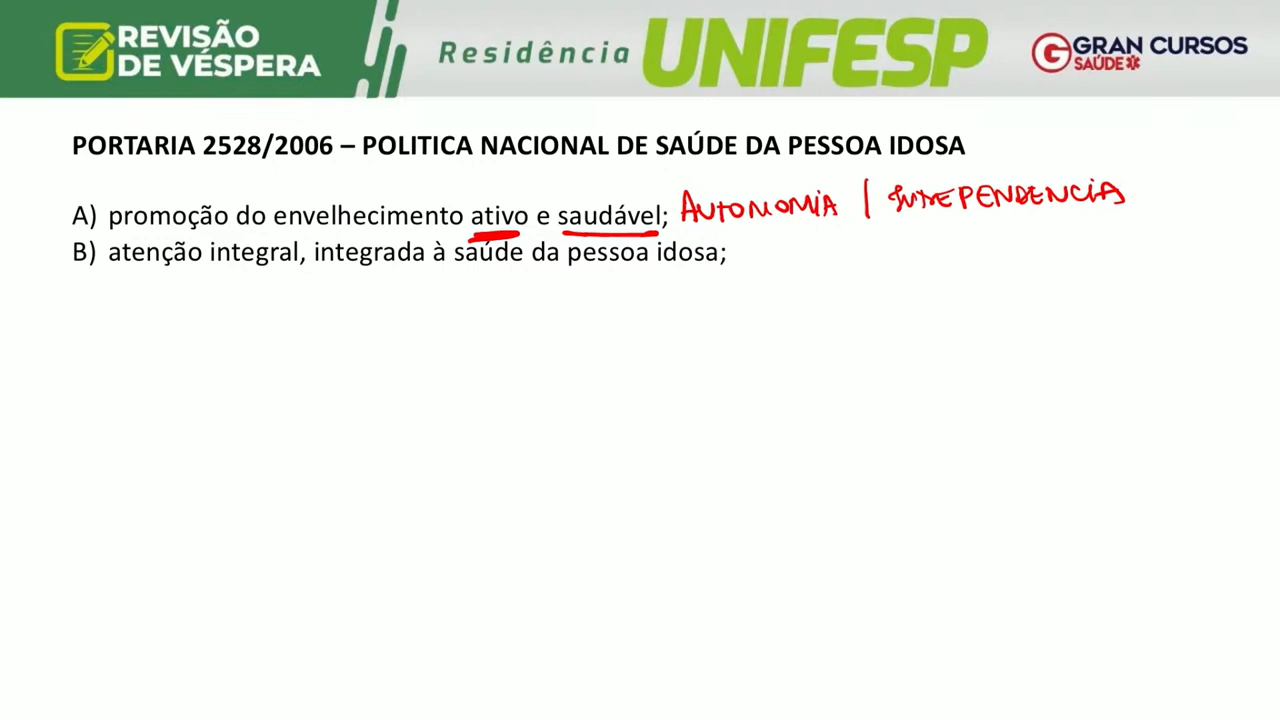 REVISÃO
DE VÉSPERA
Residência UNIFESP
GRAN CURSOS
SAÚDE
PORTARIA 2528/2006 – POLITICA NACIONAL DE SAÚDE DA PESSOA IDOSA
A) promoção do envelhecimento ativo e saudável; AUTONOMIA | INDEPENDENCIA
B) atenção integral, integrada à saúde da pessoa idosa;